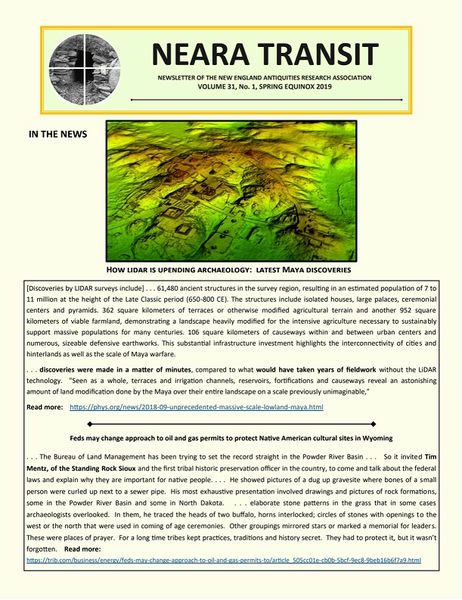 NEARA TRANSIT
NEWSLETTER OF THE NEW ENGLAND ANTIQUITIES RESEARCH ASSOCIATION
VOLUME 31, No. 1, SPRING EQUINOX 2019
IN THE NEWS
HOW LIDAR IS UPENDING ARCHAEOLOGY: LATEST MAYA DISCOVERIES
[Discoveries by LiDAR surveys include] . . . 61,480 ancient structures in the survey region, resulting in an estimated population of 7 to
11 million at the height of the Late Classic period (650-800 CE). The structures include isolated houses, large palaces, ceremonial
centers and pyramids. 362 square kilometers of terraces or otherwise modified agricultural terrain and another 952 square
kilometers of viable farmland, demonstrating a landscape heavily modified for the intensive agriculture necessary to sustainably
support massive populations for many centuries. 106 square kilometers of causeways within and between urban centers and
numerous, sizeable defensive earthworks. This substantial infrastructure investment highlights the interconnectivity of cities and
hinterlands as well as the scale of Maya warfare.
. . . discoveries were made in a matter of minutes, compared to what would have taken years of fieldwork without the LiDAR
technology. "Seen as a whole, terraces and irrigation channels, reservoirs, fortifications and causeways reveal an astonishing
amount of land modification done by the Maya over their entire landscape on a scale previously unimaginable,"
Read more: https://phys.org/news/2018-09-unprecedented-massive-scale-lowland-maya.html
Feds may change approach to oil and gas permits to protect Native American cultural sites in Wyoming
. . . The Bureau of Land Management has been trying to set the record straight in the Powder River Basin . . . . So it invited Tim
Mentz, of the Standing Rock Sioux and the first tribal historic preservation officer in the country, to come and talk about the federal
laws and explain why they are important for native people. . . . He showed pictures of a dug up gravesite where bones of a small
person were curled up next to a sewer pipe. His most exhaustive presentation involved drawings and pictures of rock formations,
some in the Powder River Basin and some in North Dakota. . . . elaborate stone patterns in the grass that in some cases
archaeologists overlooked. In them, he traced the heads of two buffalo, horns interlocked; circles of stones with openings to the
west or the north that were used in coming of age ceremonies. Other groupings mirrored stars or marked a memorial for leaders.
These were places of prayer. For a long time tribes kept practices, traditions and history secret. They had to protect it, but it wasn't
forgotten. Read more:
https://trib.com/business/energy/feds-may-change-approach-to-oil-and-gas-permits-to/article_505cc01e-cb0b-5bcf-9ec8-9beb16b6f7a9.html